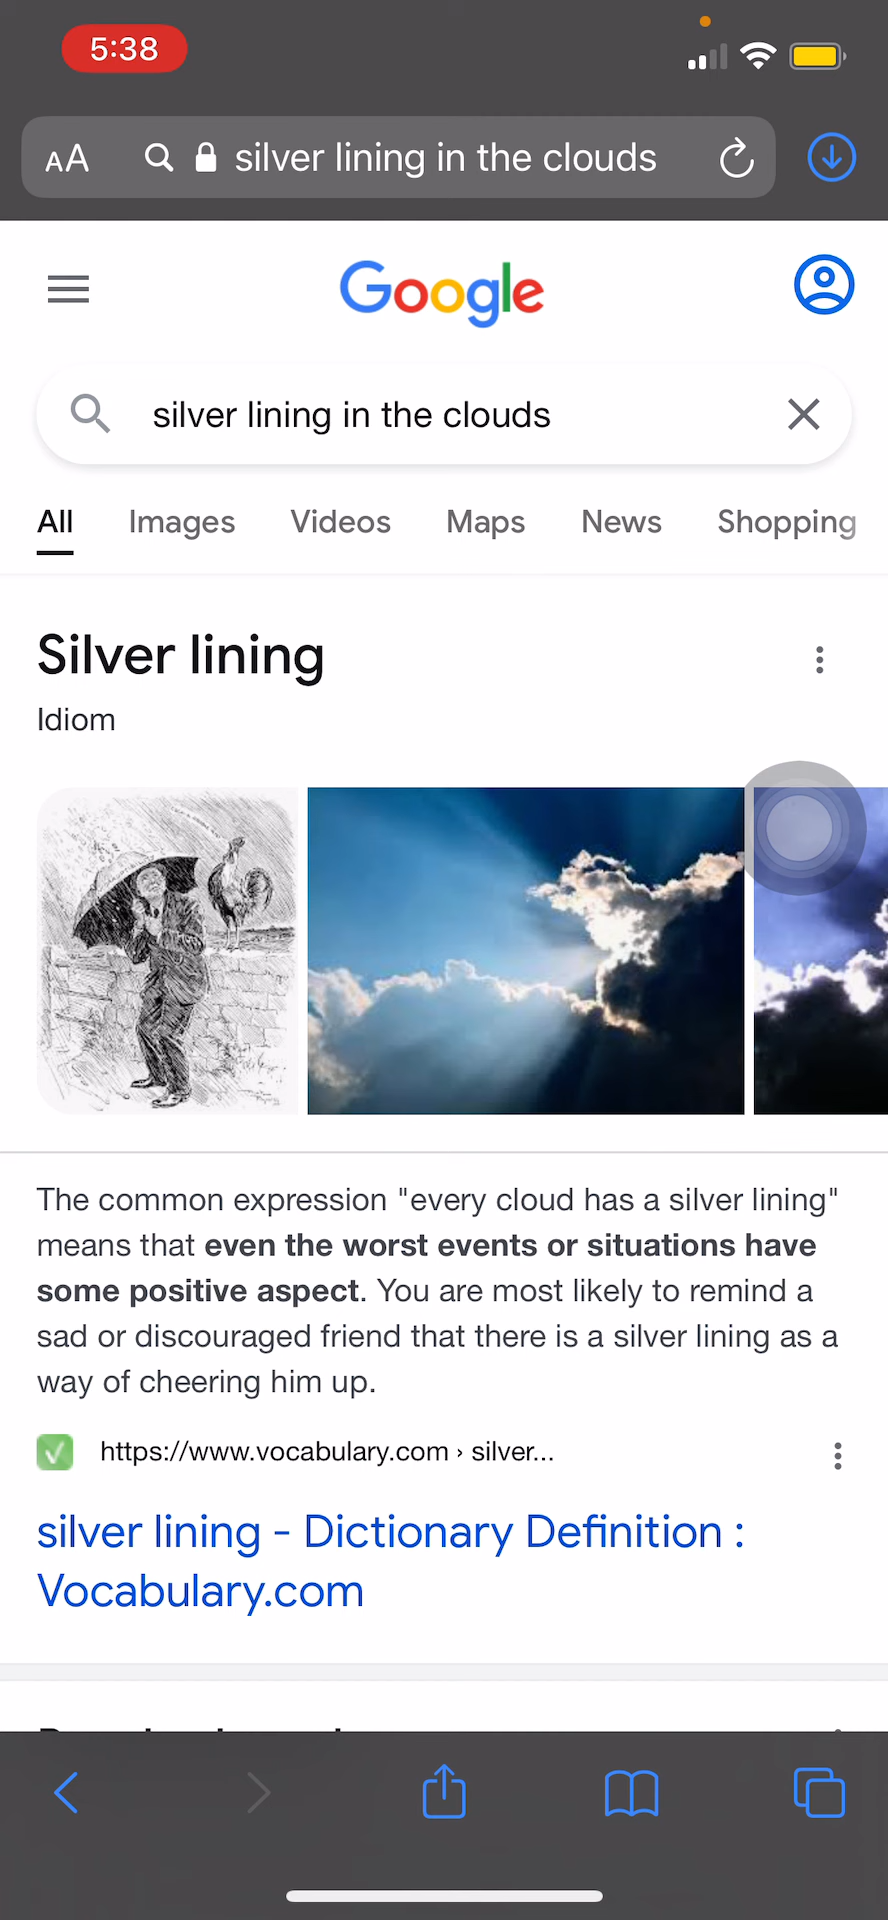 5:38
AA silver lining in the clouds
Google
silver lining in the clouds
All Images Videos Maps News Shopping
Silver lining
Idiom
The common expression "every cloud has a silver lining"
means that even the worst events or situations have
some positive aspect. You are most likely to remind a
sad or discouraged friend that there is a silver lining as a
way of cheering him up.
https://www.vocabulary.com › silver...
silver lining - Dictionary Definition :
Vocabulary.com